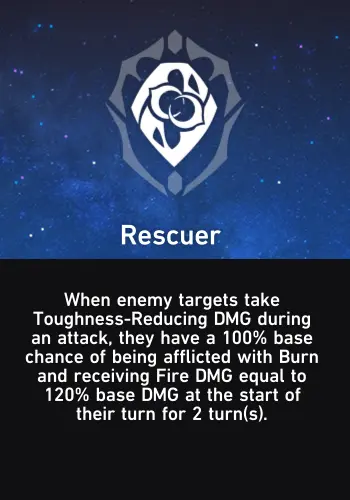 Rescuer
When enemy targets take
Toughness-Reducing DMG during
an attack, they have a 100% base
chance of being afflicted with Burn
and receiving Fire DMG equal to
120% base DMG at the start of
their turn for 2 turn(s).